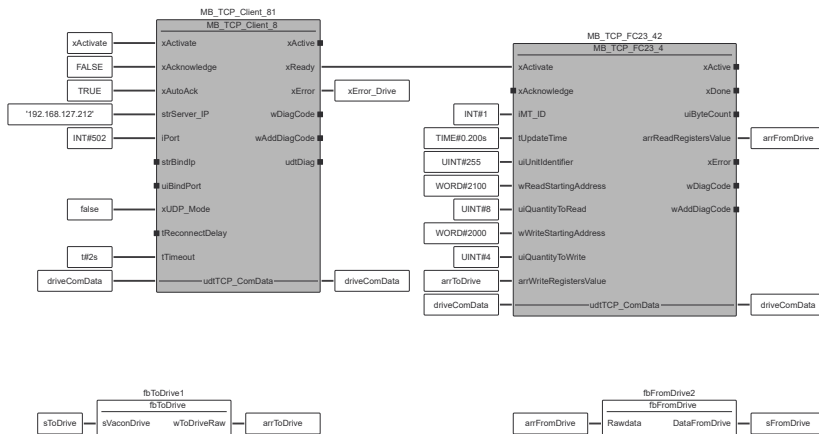 MB_TCP_Client_81
MB_TCP_Client_8
xActivate xActivate xActive
FALSE xAcknowledge xReady
TRUE xAutoAck xError xError_Drive
'192.168.127.212' strServer_IP wDiagCode
INT#502 iPort wAddDiagCode
strBindIp udtDiag
uiBindPort
false xUDP_Mode
tReconnectDelay
t#2s tTimeout
driveComData udtTCP_ComData driveComData
MB_TCP_FC23_42
MB_TCP_FC23_4
xActivate xActive
xAcknowledge xDone
INT#1 iMT_ID uiByteCount
TIME#0.200s tUpdateTime arrReadRegistersValue arrFromDrive
UINT#255 uiUnitIdentifier xError
WORD#2100 wReadStartingAddress wDiagCode
UINT#8 uiQuantityToRead wAddDiagCode
WORD#2000 wWriteStartingAddress
UINT#4 uiQuantityToWrite
arrToDrive arrWriteRegistersValue
driveComData udtTCP_ComData driveComData
fbToDrive1
fbToDrive
sToDrive sVaconDrive wToDriveRaw arrToDrive
fbFromDrive2
fbFromDrive
arrFromDrive Rawdata DataFromDrive sFromDrive